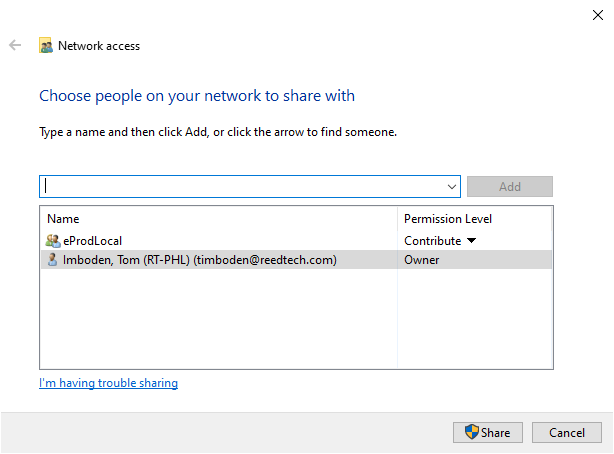 Network access
Choose people on your network to share with
Type a name and then click Add, or click the arrow to find someone.
Add
Name Permission Level
eProdLocal Contribute
Imboden, Tom (RT-PHL) (timboden@reedtech.com) Owner
I'm having trouble sharing
Share Cancel